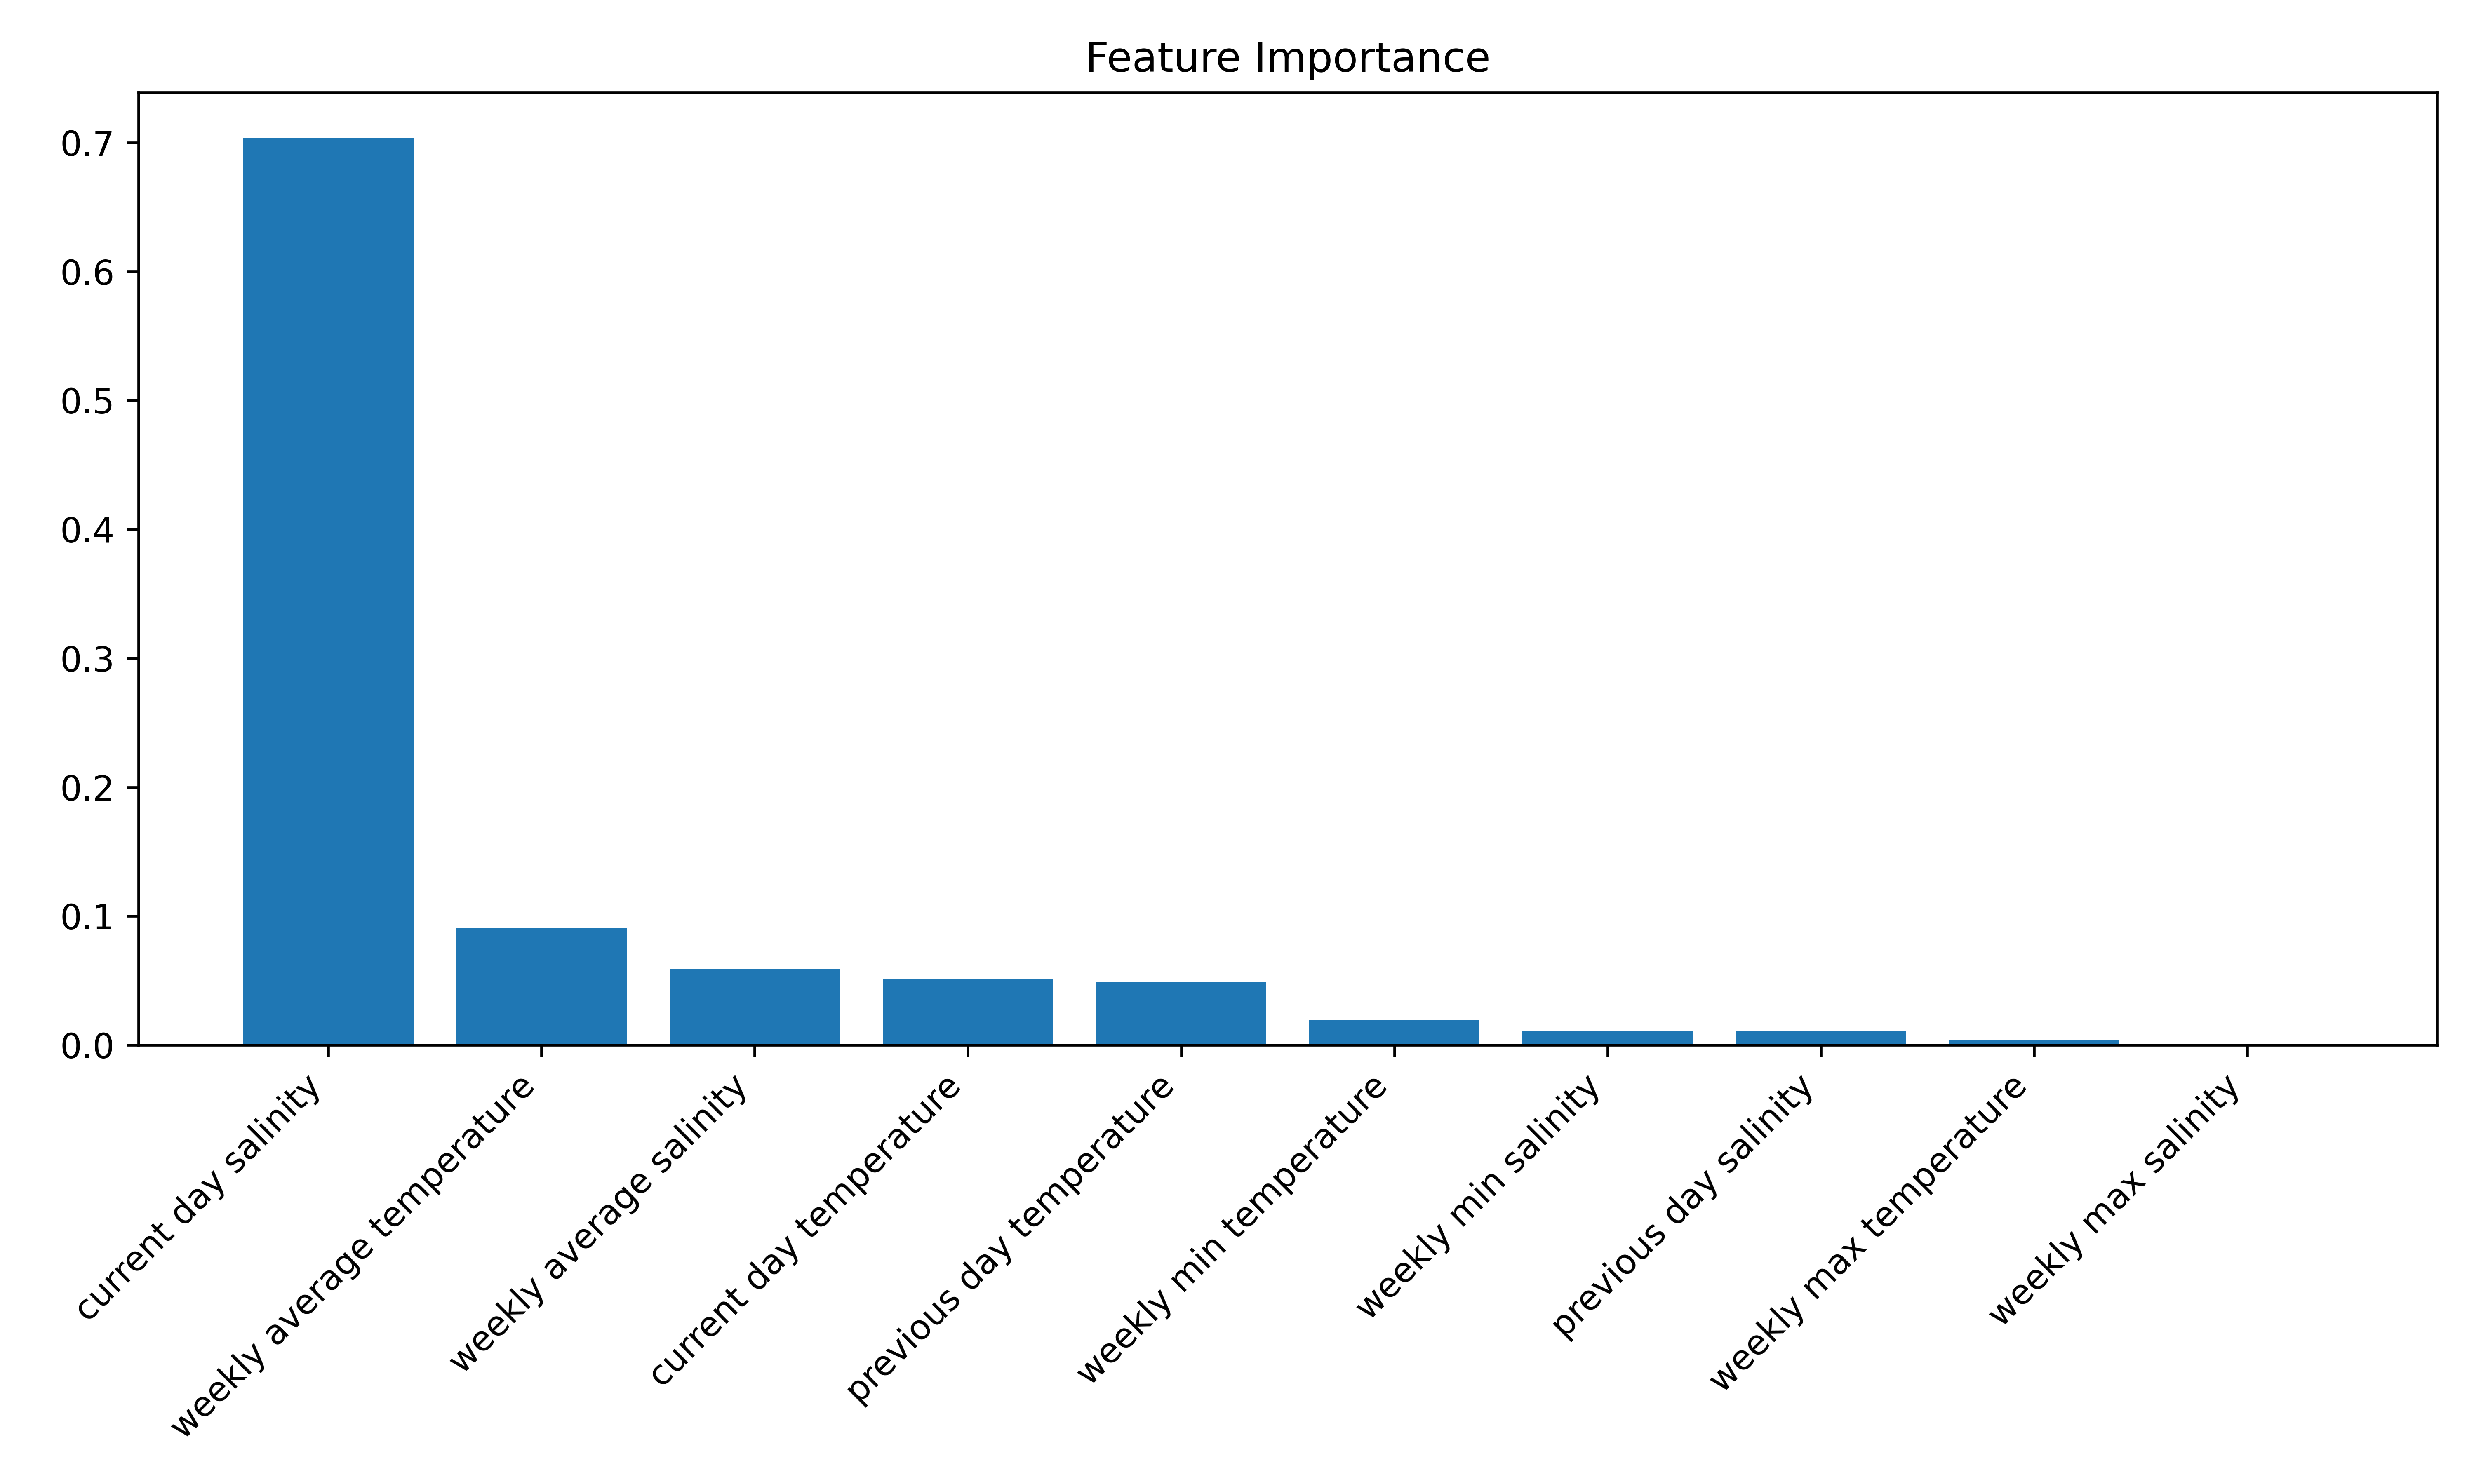 Feature Importance
0.7
0.6
0.5
0.4
0.3
0.2
0.1
0.0
current day salinity
weekly average temperature
weekly average salinity
current day temperature
previous day temperature
weekly min temperature
weekly min salinity
previous day salinity
weekly max temperature
weekly max salinity